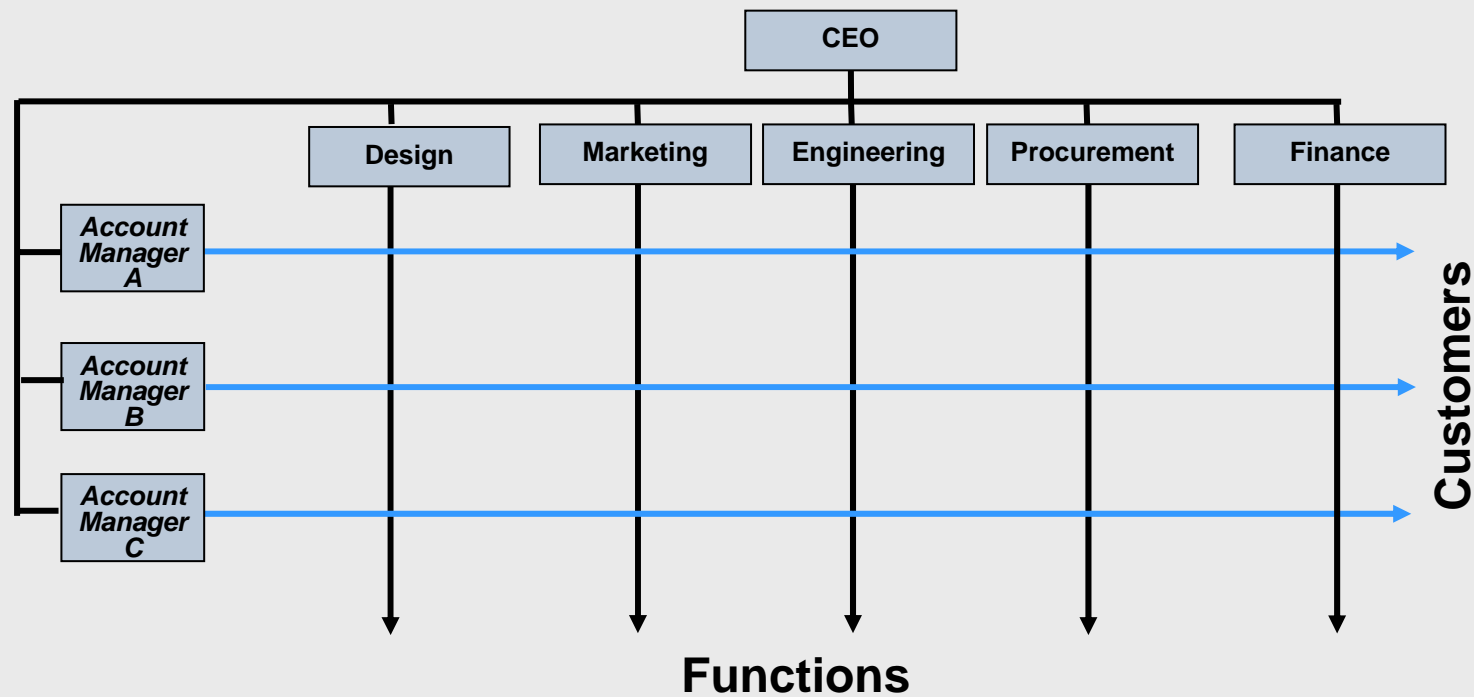 CEO
Design
Marketing
Engineering
Procurement
Finance
Account
Manager
A
Account
Manager
B
Account
Manager
C
Customers
Functions